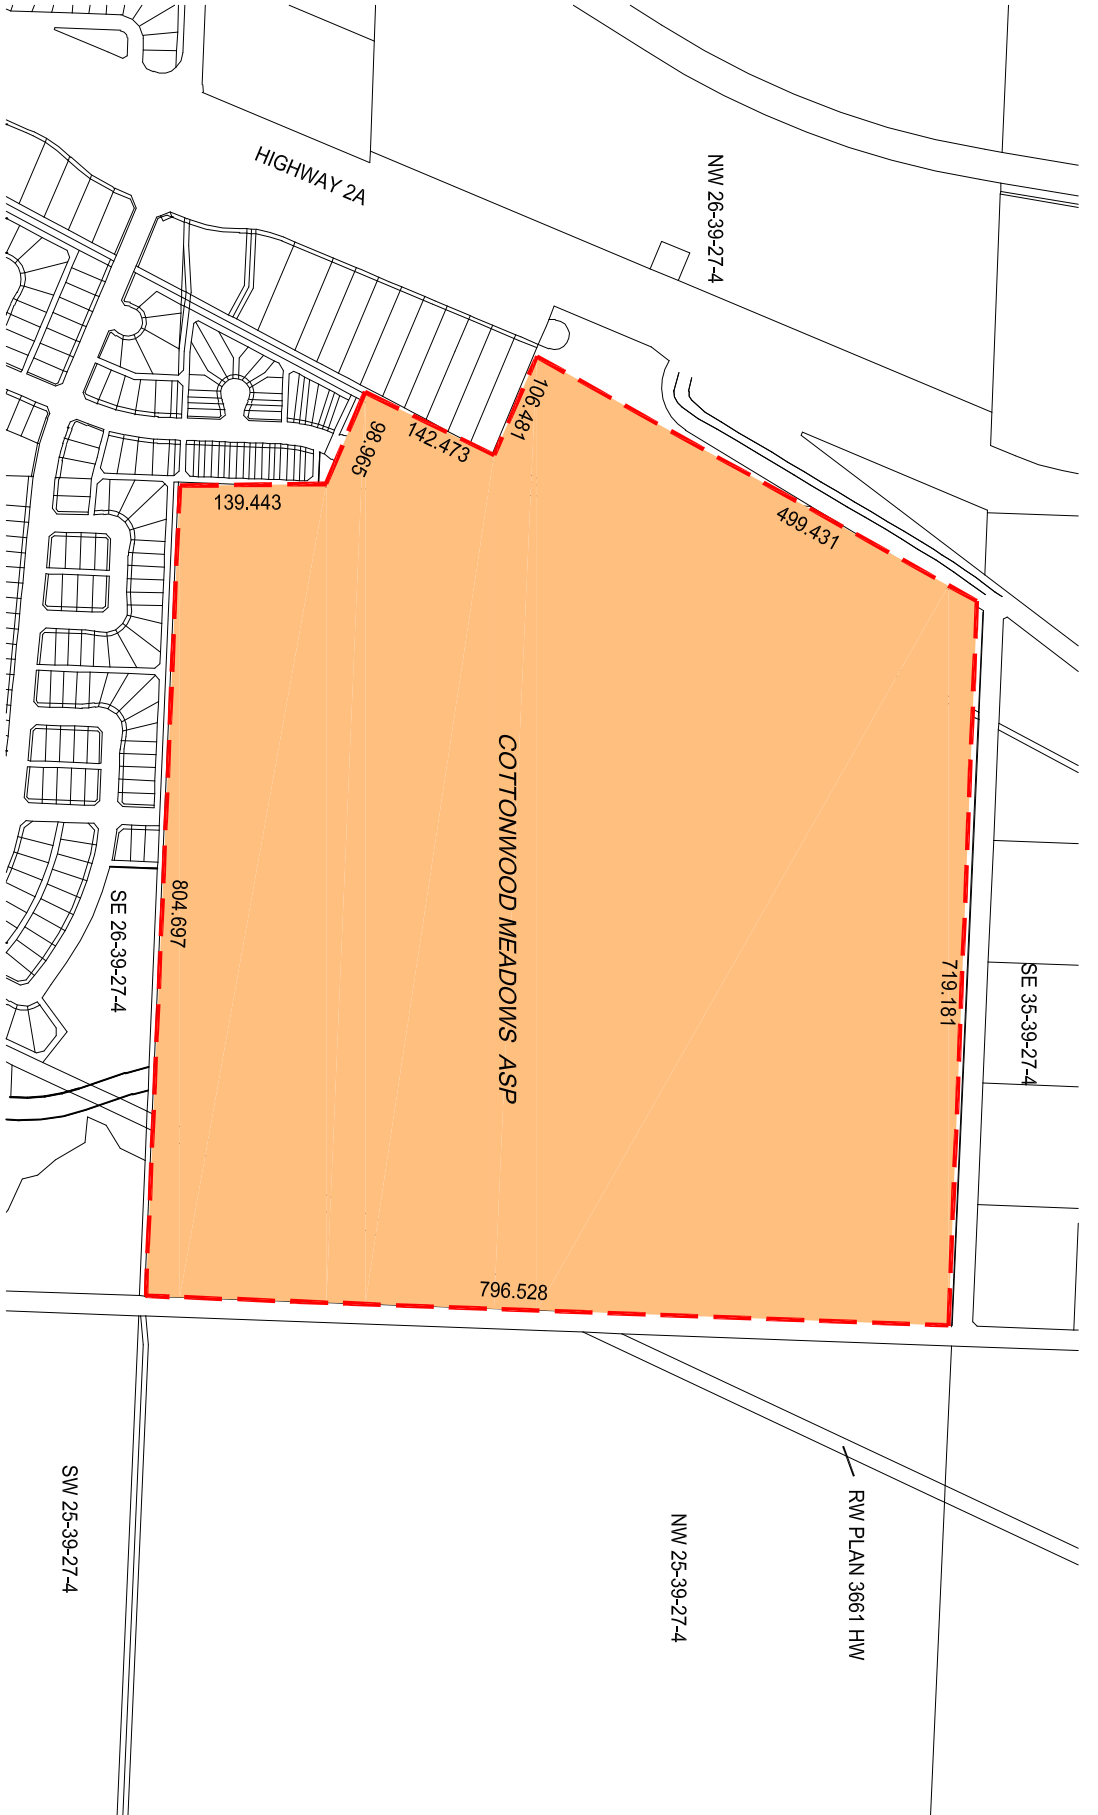 HIGHWAY 2A
NW 26-39-27-4
106.481
142.473
98.965
139.443
499.431
COTTONWOOD MEADOWS ASP
804.697
SE 26-39-27-4
719.181
SE 35-39-27-4
796.528
SW 25-39-27-4
NW 25-39-27-4
RW PLAN 3661 HW